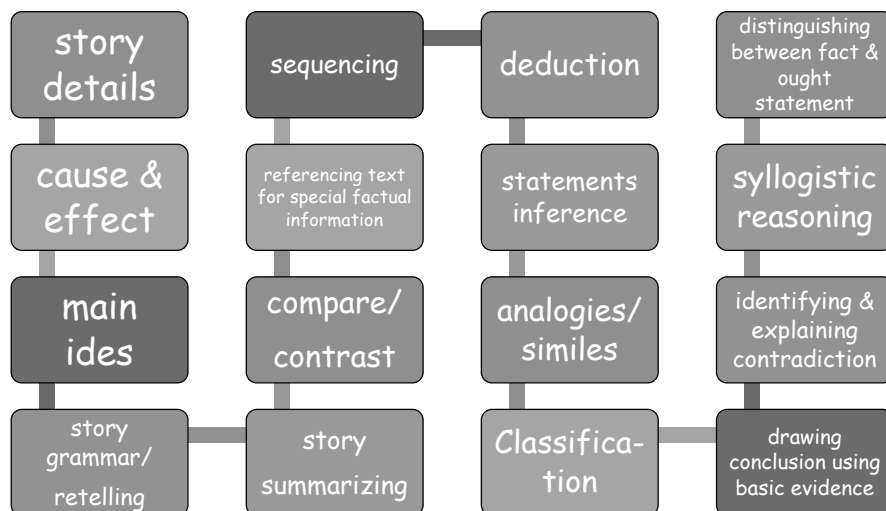 story
details
cause &
effect
main
ides
story
grammar/
retelling
story
summarizing
compare/
contrast
referencing text
for special factual
information
sequencing
deduction
statements
inference
analogies/
similes
Classifica-
tion
drawing
conclusion using
basic evidence
identifying &
explaining
contradiction
syllogistic
reasoning
distinguishing
between fact &
ought
statement